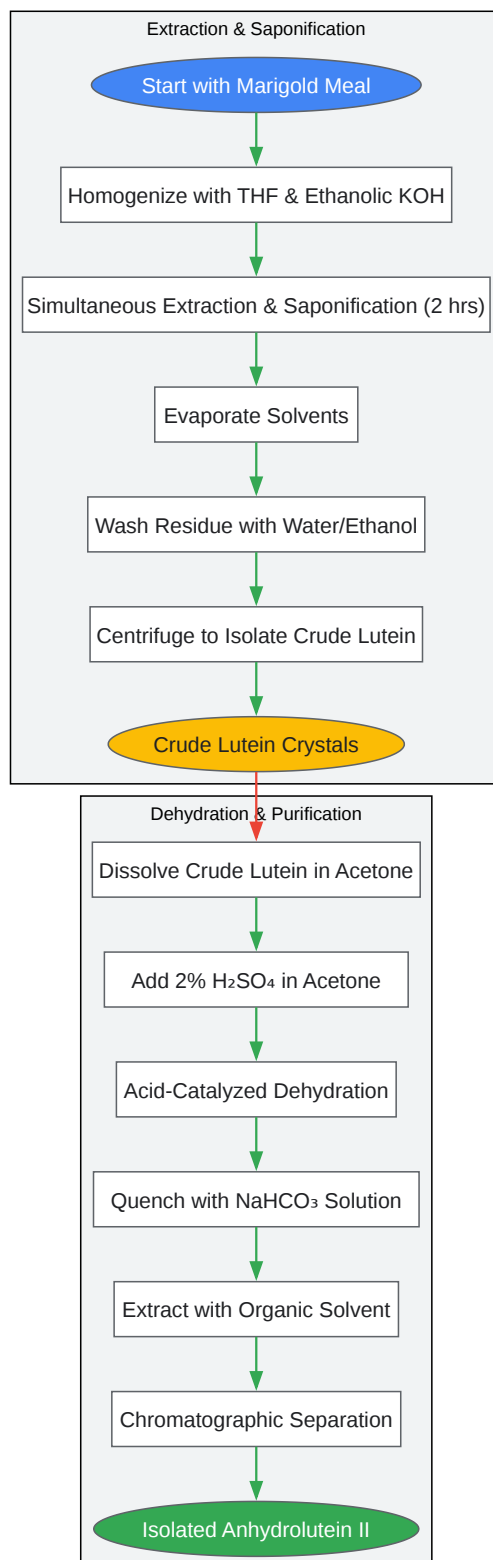 Extraction & Saponification
Start with Marigold Meal
Homogenize with THF & Ethanolic KOH
Simultaneous Extraction & Saponification (2 hrs)
Evaporate Solvents
Wash Residue with Water/Ethanol
Centrifuge to Isolate Crude Lutein
Crude Lutein Crystals
Dehydration & Purification
Dissolve Crude Lutein in Acetone
Add 2% H₂SO₄ in Acetone
Acid-Catalyzed Dehydration
Quench with NaHCO₃ Solution
Extract with Organic Solvent
Chromatographic Separation
Isolated Anhydrolutein II